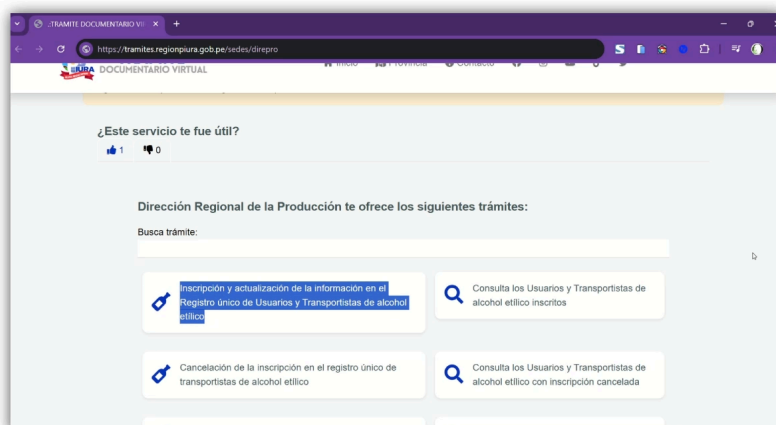 .:TRAMITE DOCUMENTARIO VI
https://tramites.regionpiura.gob.pe/sedes/direpro
PIURA DOCUMENTARIO VIRTUAL
Inicio Provincia Contacto
¿Este servicio te fue útil?
1 0
Dirección Regional de la Producción te ofrece los siguientes trámites:
Busca trámite:
Inscripción y actualización de la información en el
Registro único de Usuarios y Transportistas de alcohol
etílico
Consulta los Usuarios y Transportistas de
alcohol etílico inscritos
Cancelación de la inscripción en el registro único de
transportistas de alcohol etílico
Consulta los Usuarios y Transportistas de
alcohol etílico con inscripción cancelada